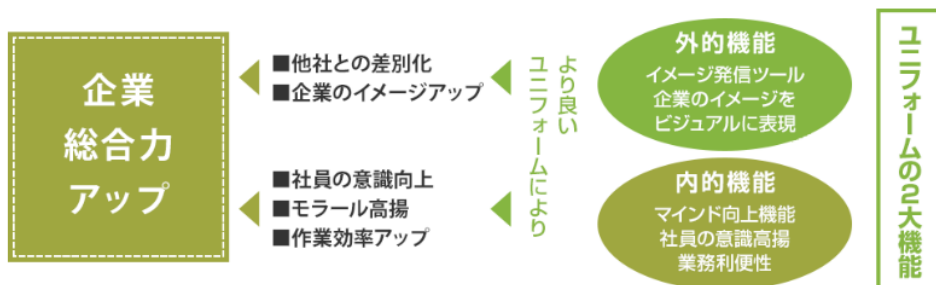 ユニフォームの2大機能
外的機能
イメージ発信ツール
企業のイメージを
ビジュアルに表現
内的機能
マインド向上機能
社員の意識高揚
業務利便性
より良い
ユニフォームにより
■他社との差別化
■企業のイメージアップ
■社員の意識向上
■モラール高揚
■作業効率アップ
企業
総合力
アップ